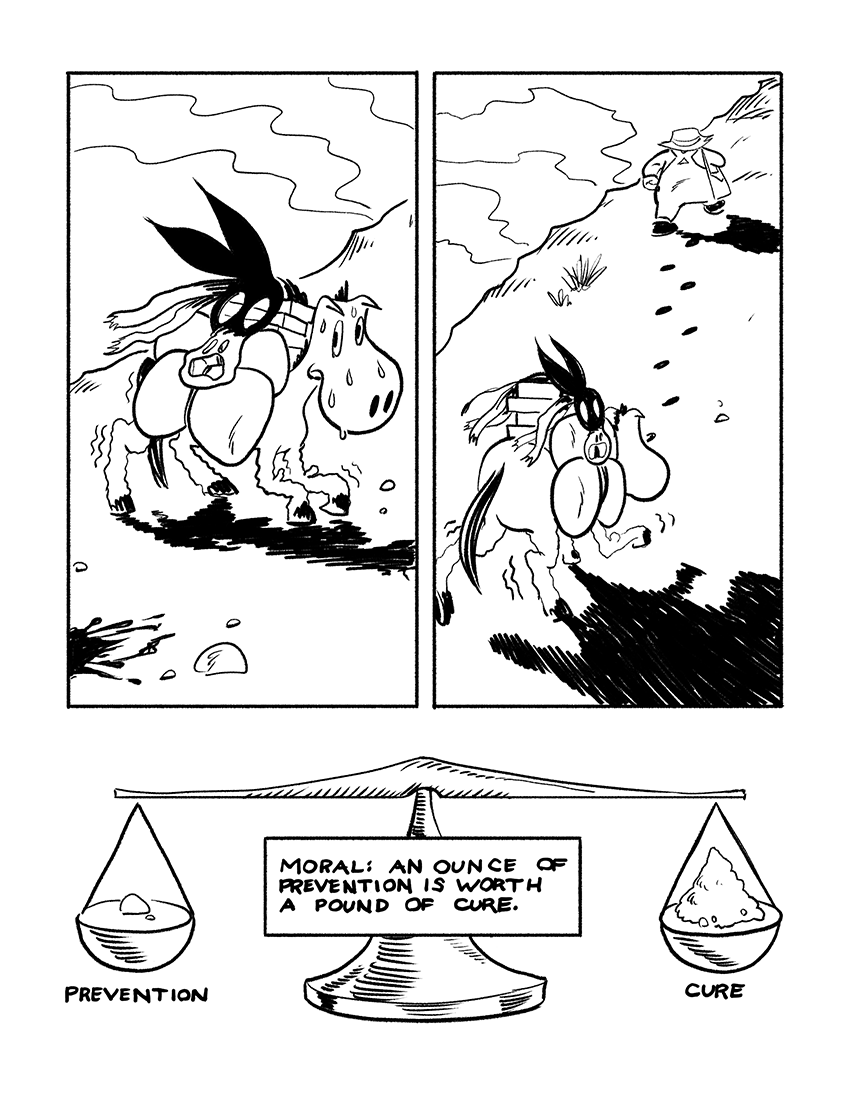 MORAL: AN OUNCE OF
PREVENTION IS WORTH
A POUND OF CURE.
PREVENTION
CURE